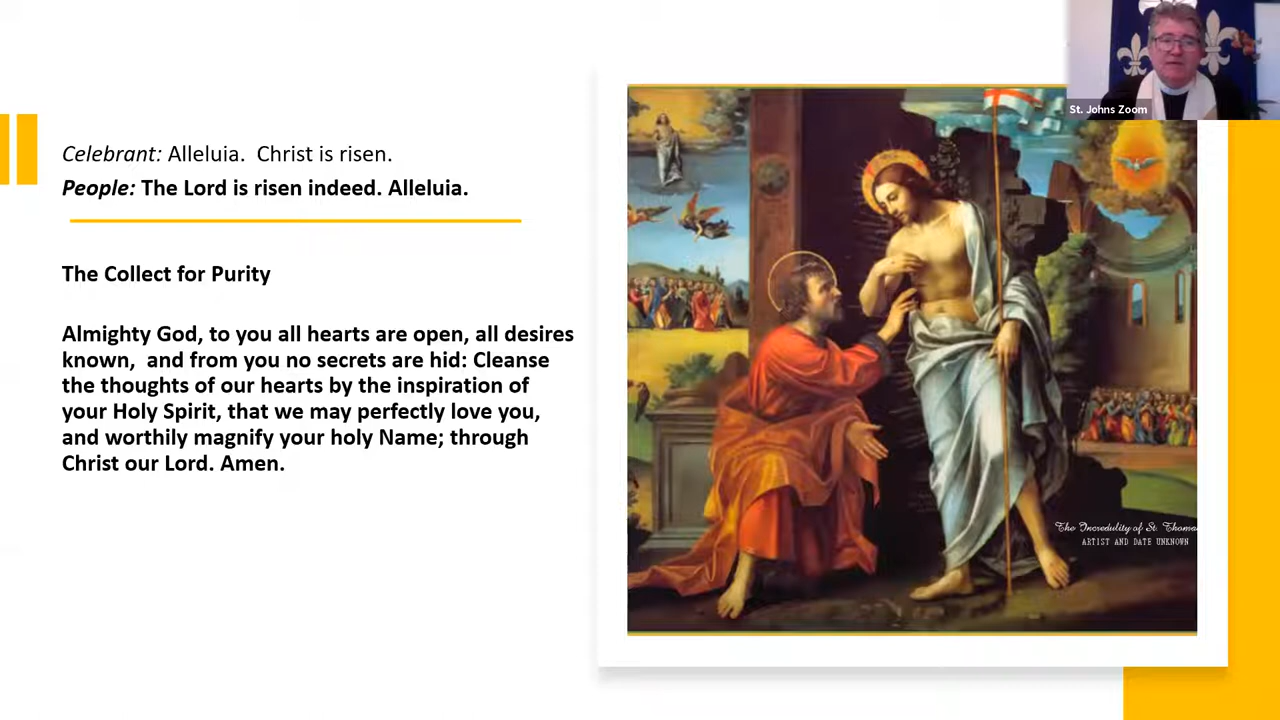 Celebrant: Alleluia.  Christ is risen.
People: The Lord is risen indeed. Alleluia.
The Collect for Purity
Almighty God, to you all hearts are open, all desires
known,  and from you no secrets are hid: Cleanse
the thoughts of our hearts by the inspiration of
your Holy Spirit, that we may perfectly love you,
and worthily magnify your holy Name; through
Christ our Lord. Amen.
St. Johns Zoom
The Incredulity of St. Thomas
ARTIST AND DATE UNKNOWN